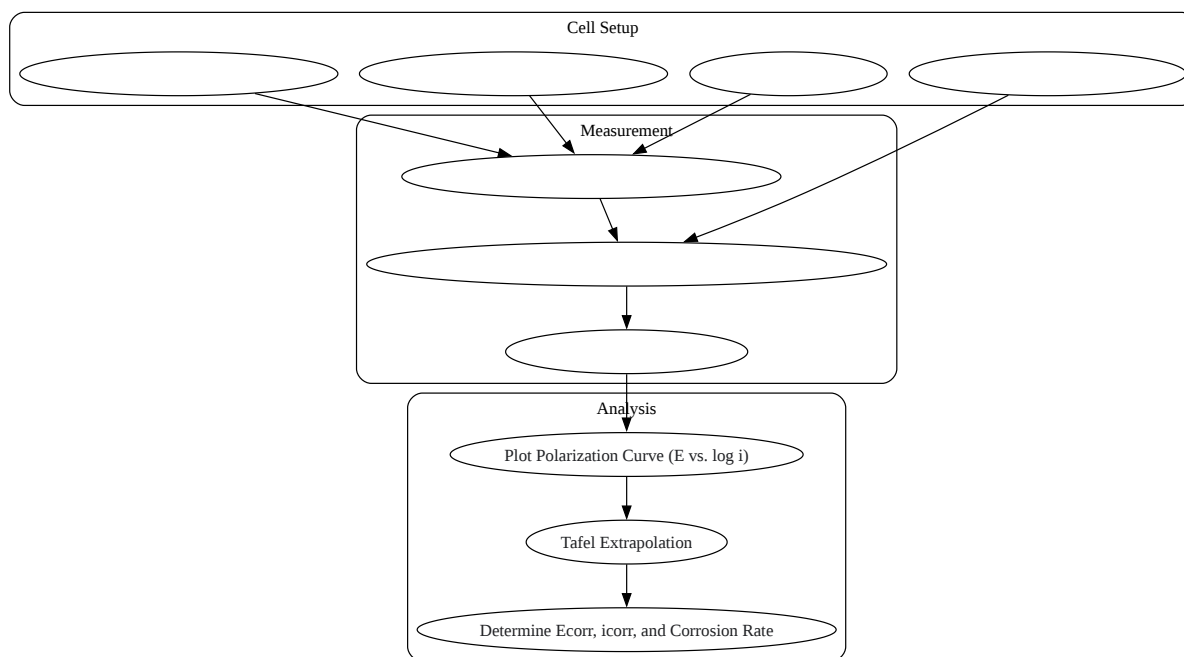 Cell Setup
Measurement
Analysis
Plot Polarization Curve (E vs. log i)
Tafel Extrapolation
Determine Ecorr, icorr, and Corrosion Rate